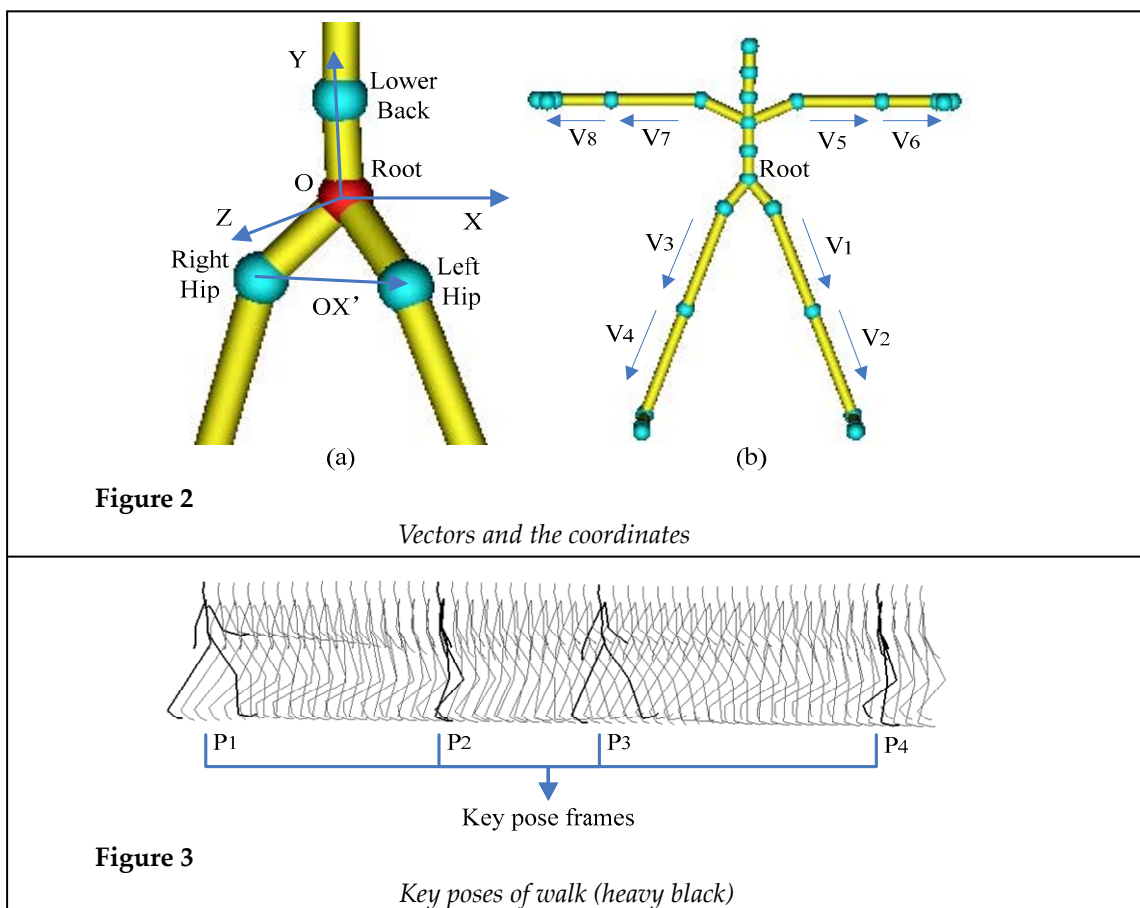 Y
Lower
Back
O
Root
X
Z
Right
Hip
Left
Hip
OX’
(a)
V8
V7
V5
V6
Root
V3
V1
V4
V2
(b)
Figure 2
Vectors and the coordinates
P1
P2
P3
P4
Key pose frames
Figure 3
Key poses of walk (heavy black)